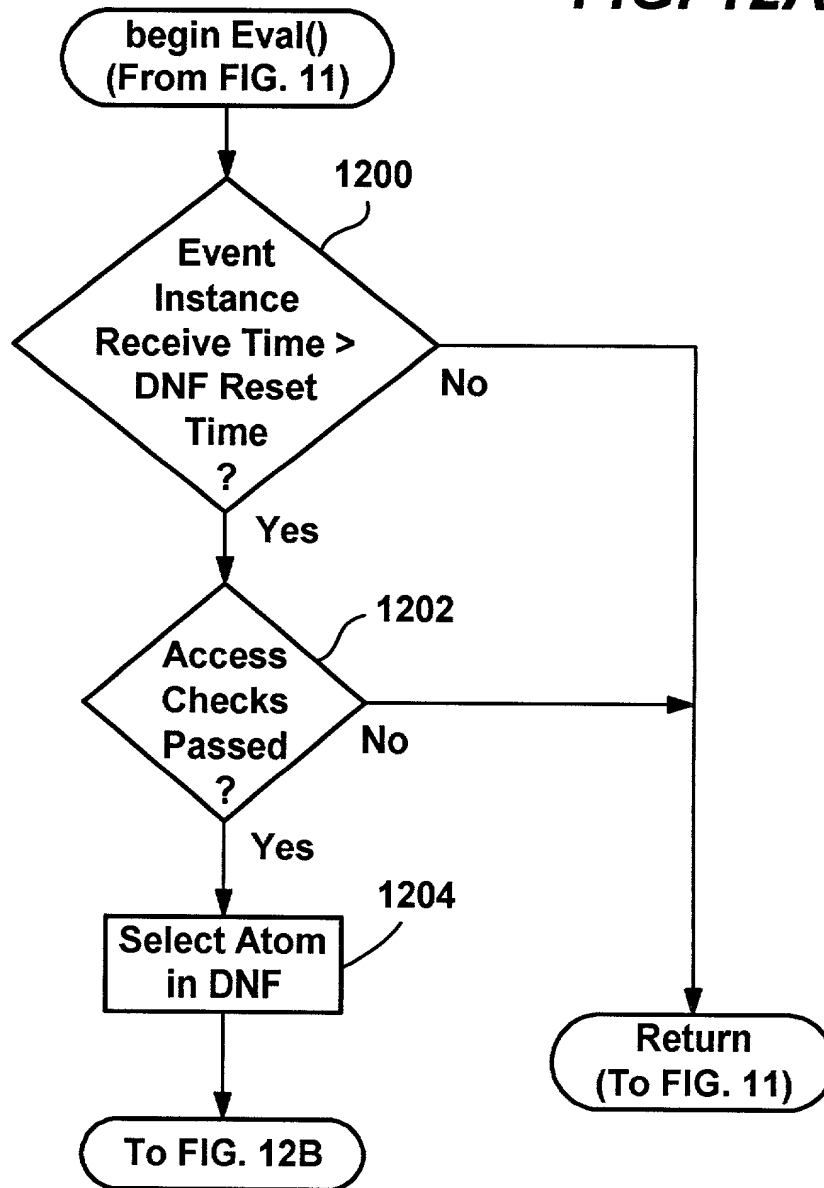 FIG. 12A
begin Eval()
(From FIG. 11)
1200
Event
Instance
Receive Time >
DNF Reset
Time
?
No
Yes
1202
Access
Checks
Passed
?
No
Yes
1204
Select Atom
in DNF
Return
(To FIG. 11)
To FIG. 12B